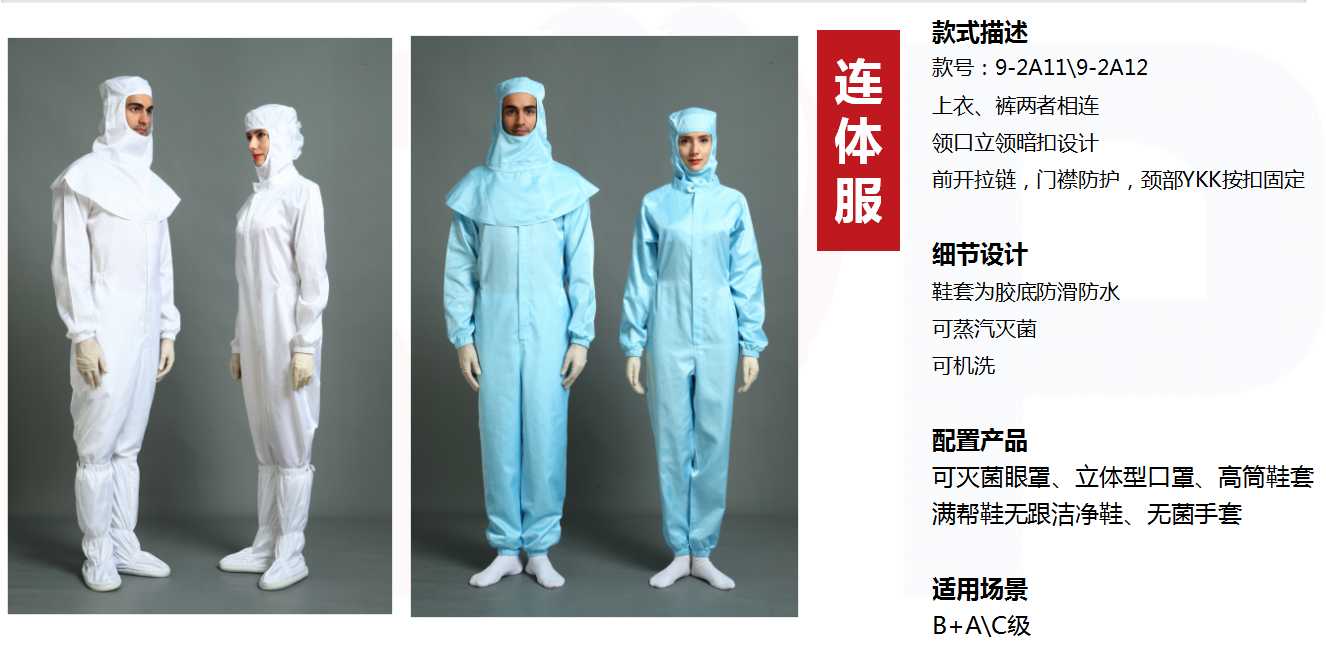 连体服
款式描述
款号：9-2A11\9-2A12
上衣、裤两者相连
领口立领暗扣设计
前开拉链，门襟防护，颈部YKK按扣固定
细节设计
鞋套为胶底防滑防水
可蒸汽灭菌
可机洗
配置产品
可灭菌眼罩、立体型口罩、高筒鞋套
满帮鞋无跟洁净鞋、无菌手套
适用场景
B+A\C级